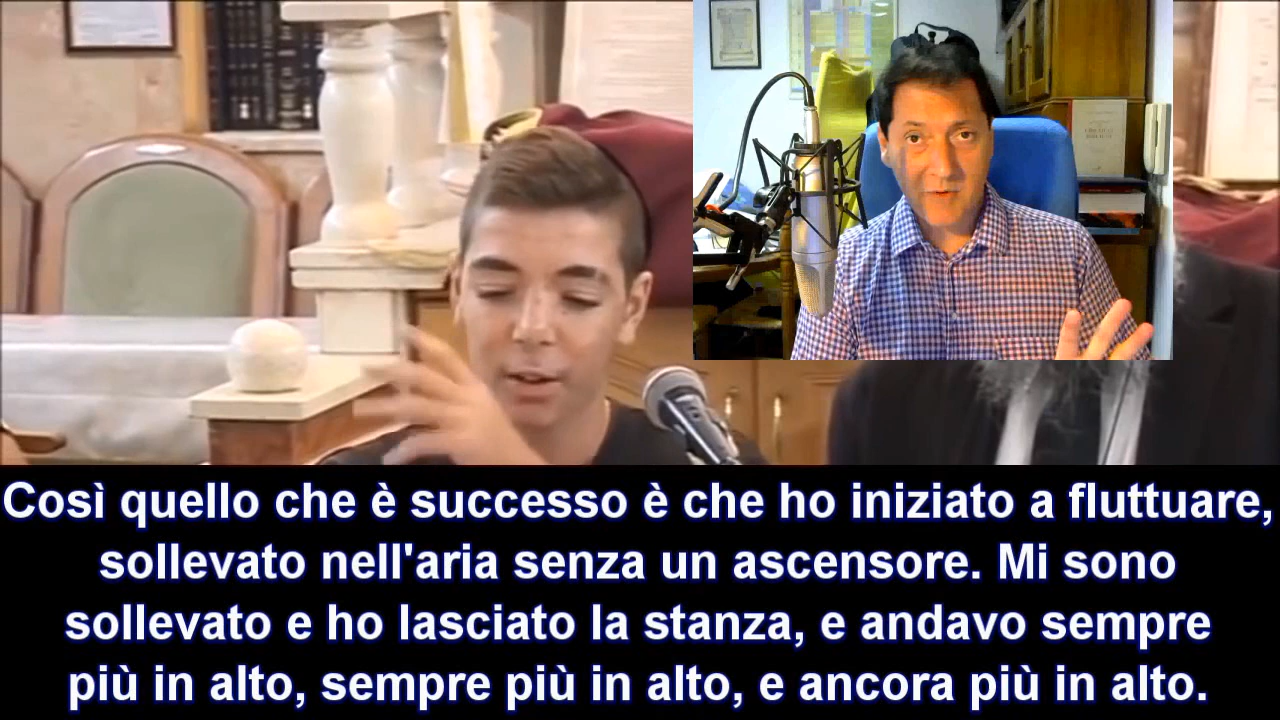 Così quello che è successo è che ho iniziato a fluttuare,
sollevato nell'aria senza un ascensore. Mi sono
sollevato e ho lasciato la stanza, e andavo sempre
più in alto, sempre più in alto, e ancora più in alto.